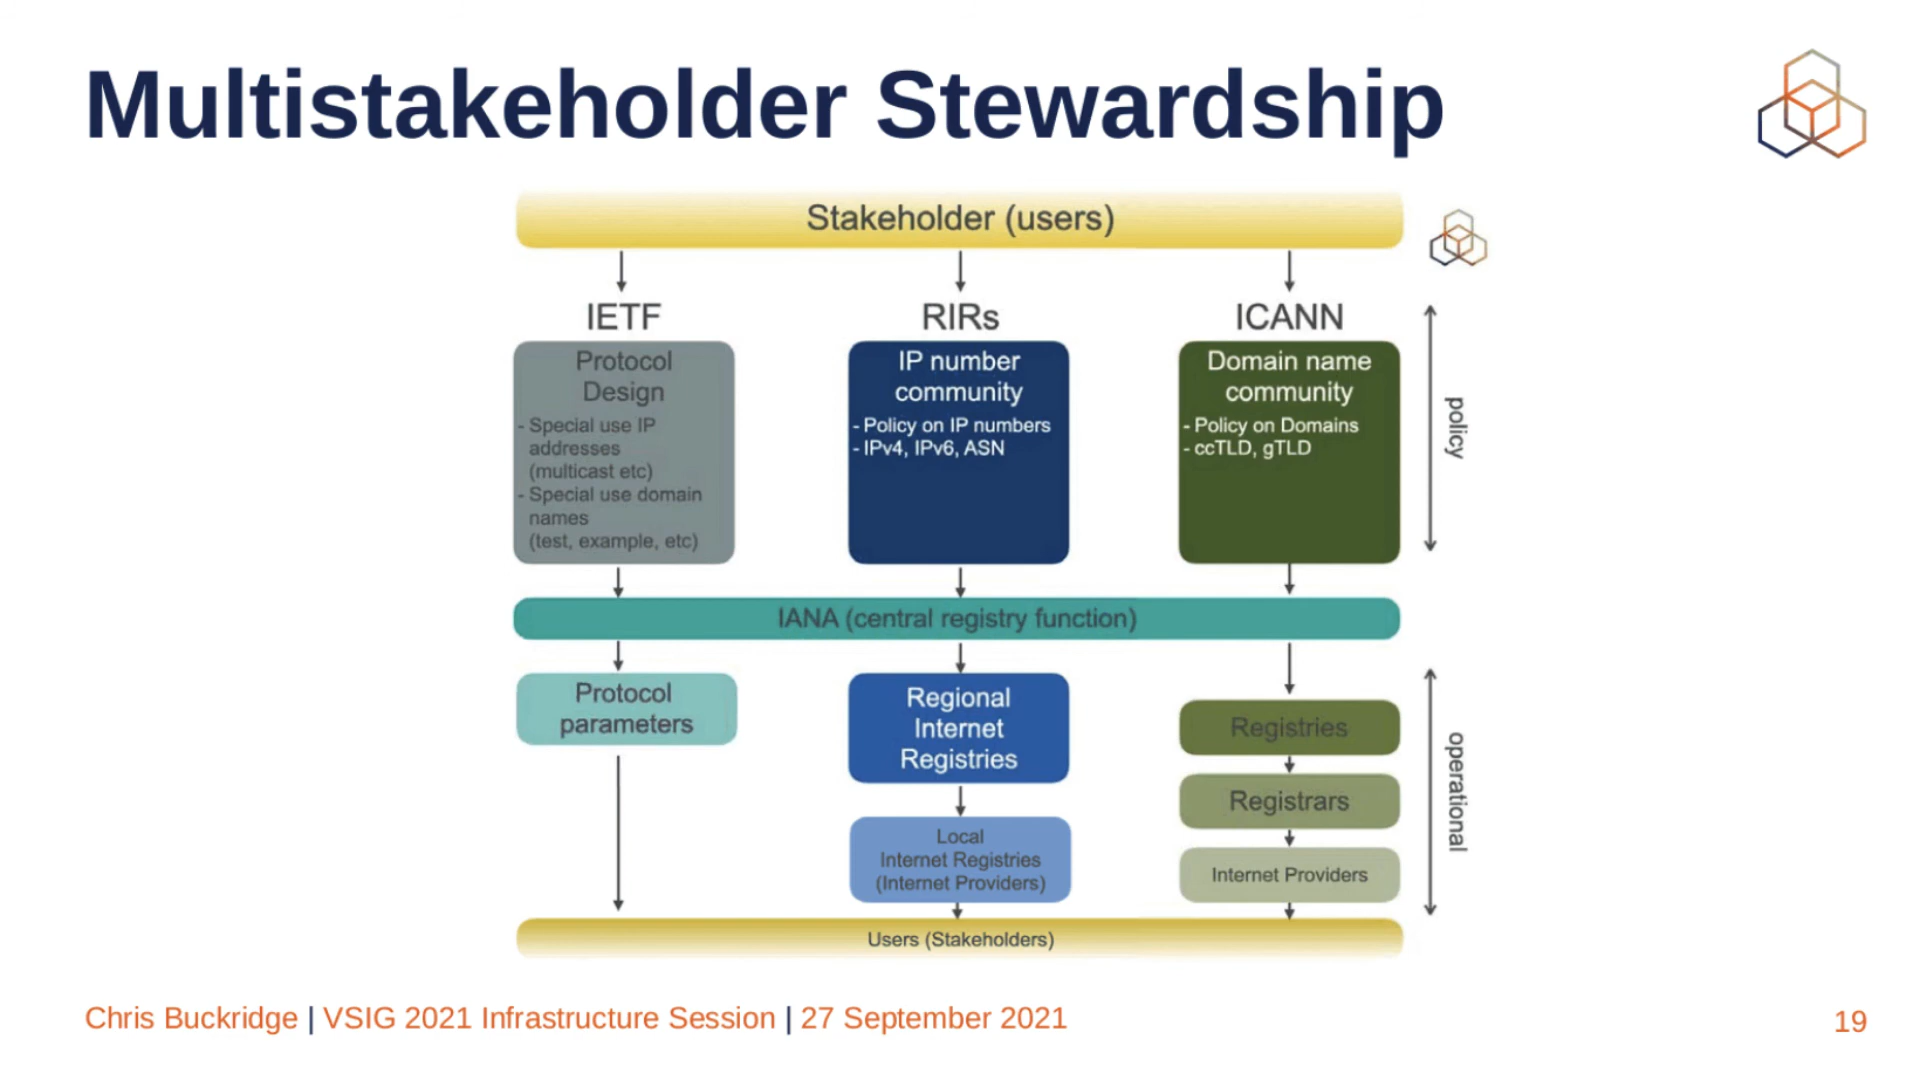 Multistakeholder Stewardship
Stakeholder (users)
IETF
Protocol
Design
- Special use IP
addresses
(multicast etc)
- Special use domain
names
(test, example, etc)
RIRs
IP number
community
- Policy on IP numbers
- IPv4, IPv6, ASN
ICANN
Domain name
community
- Policy on Domains
- ccTLD, gTLD
policy
IANA (central registry function)
Protocol
parameters
Regional
Internet
Registries
Local
Internet Registries
(Internet Providers)
Registries
Registrars
Internet Providers
operational
Users (Stakeholders)
Chris Buckridge | VSIG 2021 Infrastructure Session | 27 September 2021
19